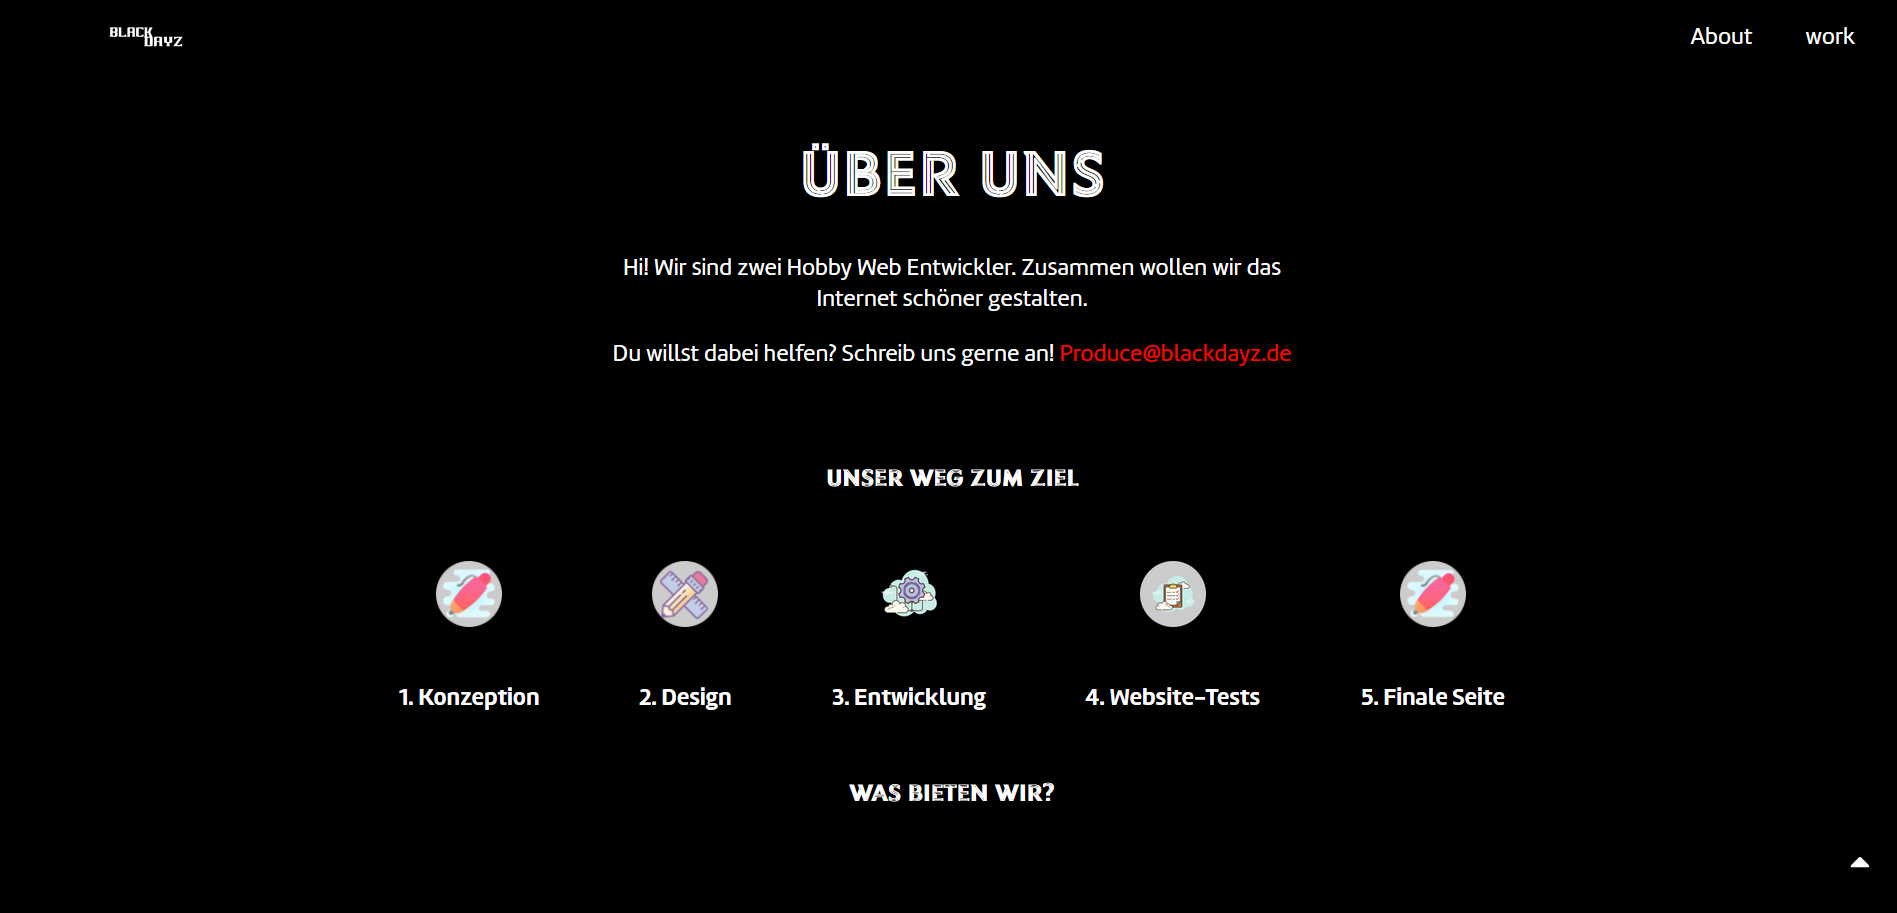 BLACK
DAYZ
About
work
ÜBER UNS
Hi! Wir sind zwei Hobby Web Entwickler. Zusammen wollen wir das
Internet schöner gestalten.
Du willst dabei helfen? Schreib uns gerne an! Produce@blackdayz.de
UNSER WEG ZUM ZIEL
1. Konzeption
2. Design
3. Entwicklung
4. Website-Tests
5. Finale Seite
WAS BIETEN WIR?